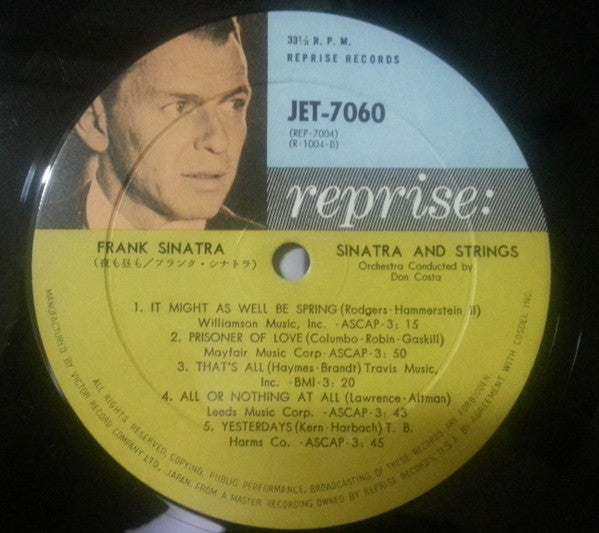 33⅓ R. P. M.
REPRISE RECORDS
JET-7060
(REP-7004)
(R-1004-B)
reprise:
FRANK SINATRA
(夜も昼も/フランク・シナトラ)
SINATRA AND STRINGS
Orchestra Conducted by
Don Costa
1. IT MIGHT AS WELL BE SPRING (Rodgers-Hammerstein II)
Williamson Music, Inc. -ASCAP-3: 15
2. PRISONER OF LOVE (Columbo-Robin-Gaskill)
Mayfair Music Corp-ASCAP-3: 50
3. THAT'S ALL (Haymes-Brandt) Travis Music,
Inc. -BMI-3: 20
4. ALL OR NOTHING AT ALL (Lawrence-Altman)
Leeds Music Corp. -ASCAP-3: 43
5. YESTERDAYS (Kern-Harbach) T. B.
Harms Co. -ASCAP-3: 45
MANUFACTURED BY VICTOR RECORD COMPANY LTD., JAPAN. FROM A MASTER RECORDING OWNED BY REPRISE RECORDS, U.S.A. BY AGREEMENT WITH COSDEL INC.
ALL RIGHTS RESERVED, COPYING, PUBLIC PERFORMANCE, BROADCASTING OF THESE RECORDS ARE FORBIDDEN.